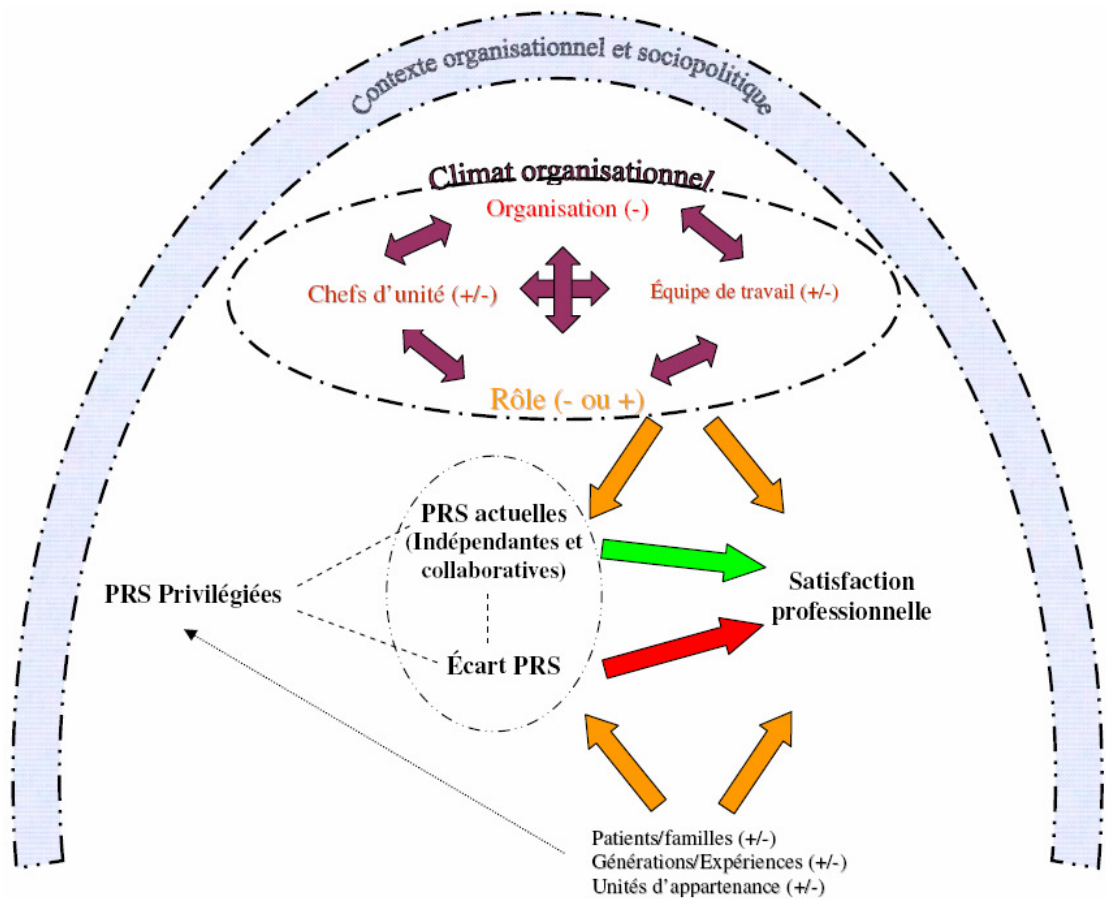 Contexte organisationnel et sociopolitique
Climat organisationnel
Organisation (-)
Chefs d’unité (+/-)
Équipe de travail (+/-)
Rôle (- ou +)
PRS actuelles
(Indépendantes et
collaboratives)
PRS Privilégiées
Satisfaction
professionnelle
Écart PRS
Patients/familles (+/-)
Générations/Expériences (+/-)
Unités d’appartenance (+/-)